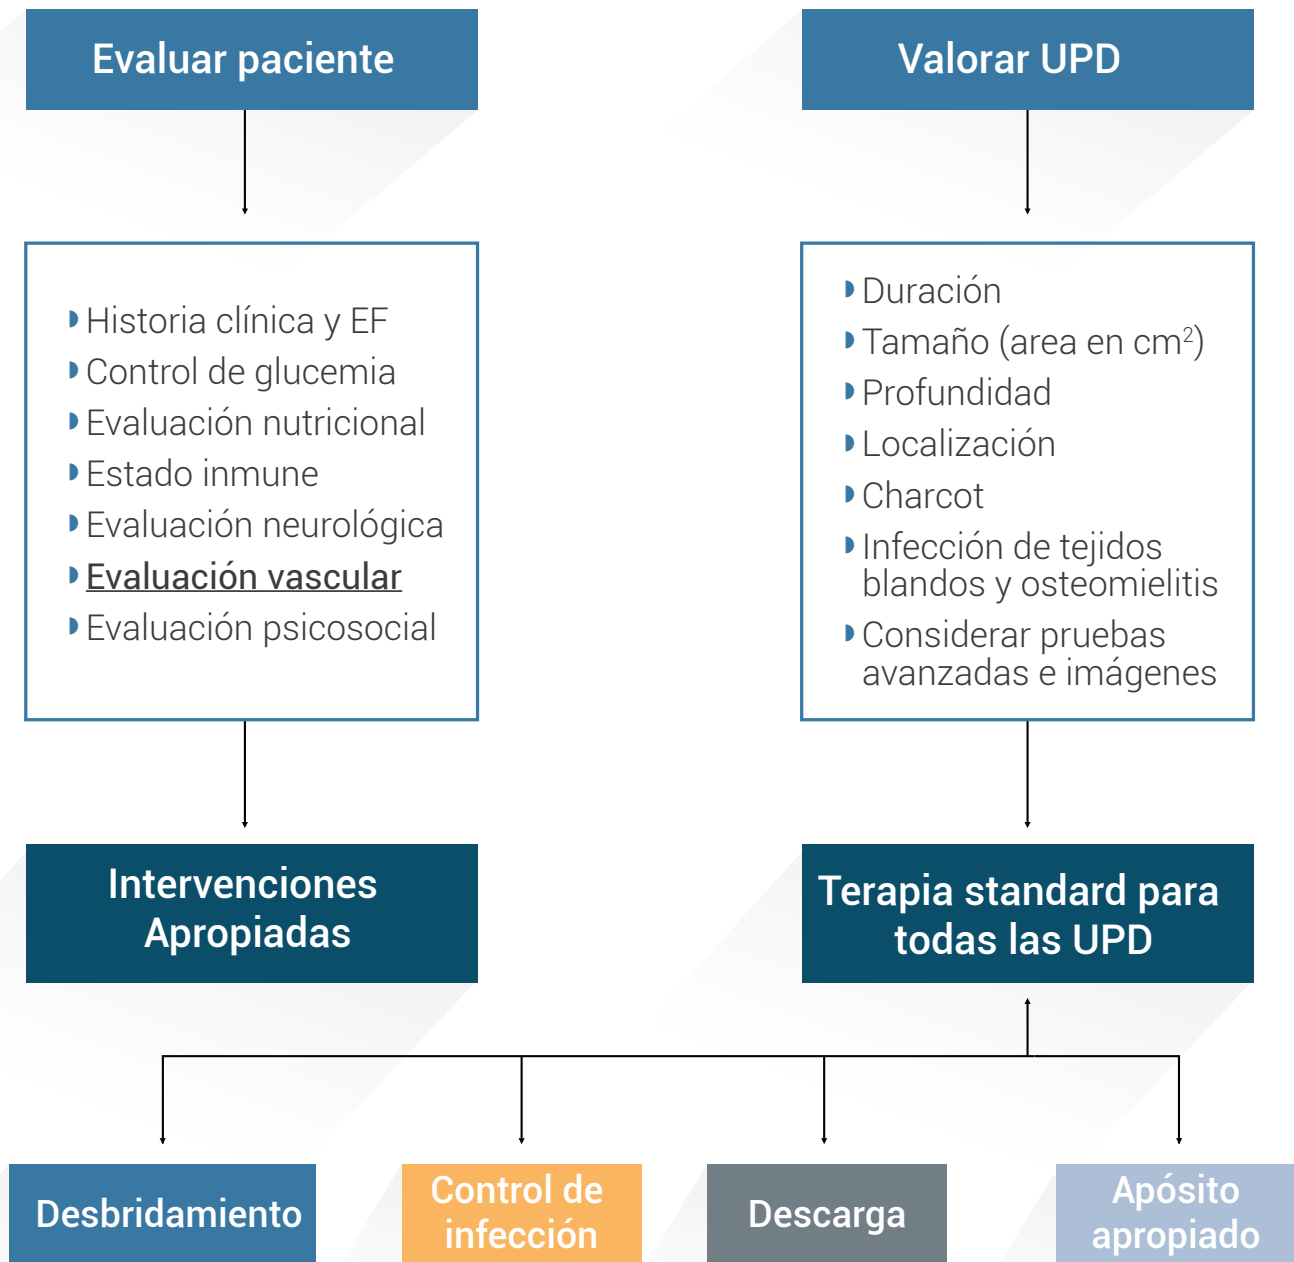 Evaluar paciente
Historia clínica y EF
Control de glucemia
Evaluación nutricional
Estado inmune
Evaluación neurológica
Evaluación vascular
Evaluación psicosocial
Intervenciones
Apropiadas
Valorar UPD
Duración
Tamaño (area en cm²)
Profundidad
Localización
Charcot
Infección de tejidos
blandos y osteomielitis
Considerar pruebas
avanzadas e imágenes
Terapia standard para
todas las UPD
Desbridamiento
Control de
infección
Descarga
Apósito
apropiado